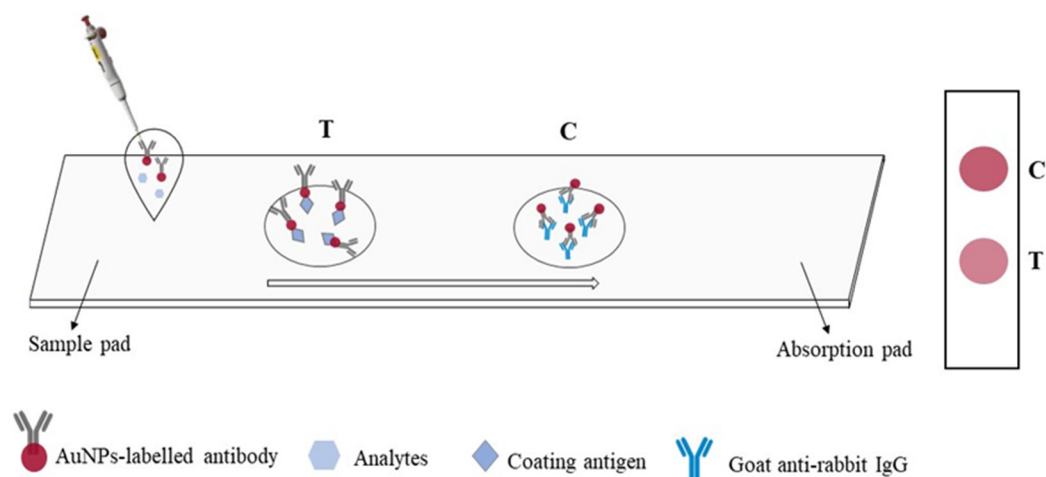 T
C
C
T
Sample pad
Absorption pad
AuNPs-labelled antibody
Analytes
Coating antigen
Goat anti-rabbit IgG